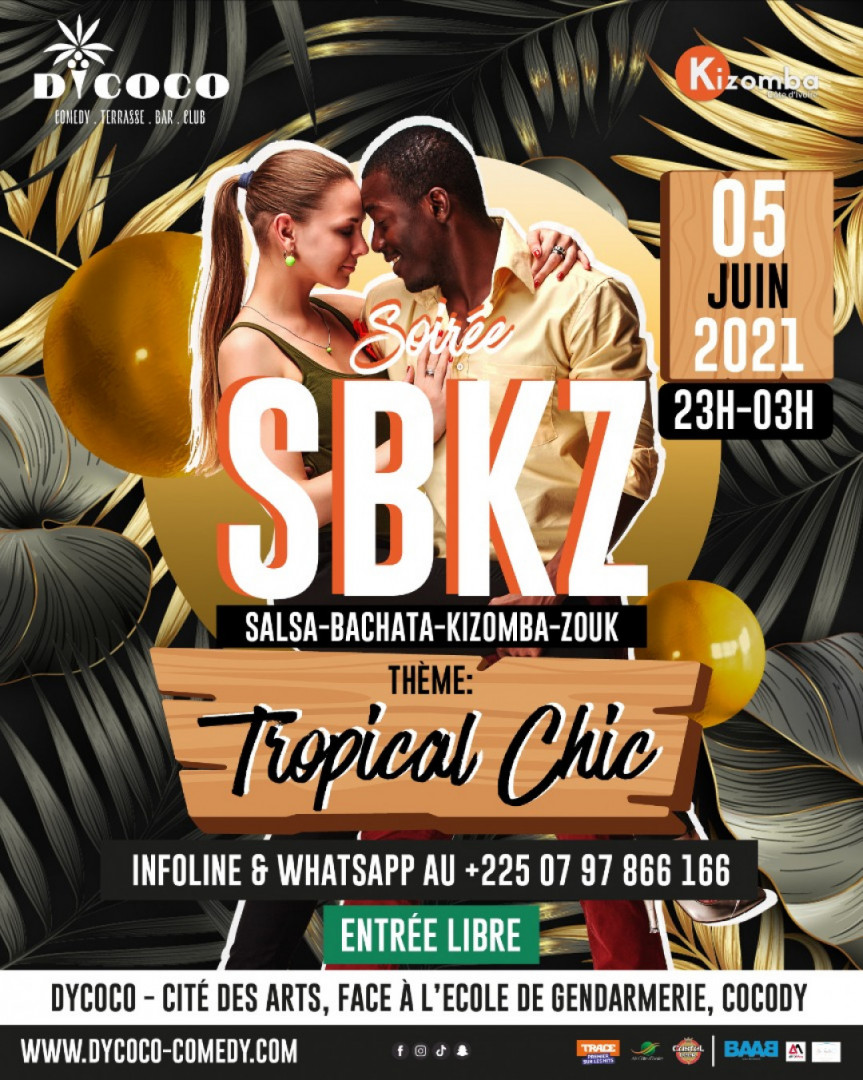 DYCOCO
COMEDY . TERRASSE . BAR . CLUB
Kizomba
Côte d'Ivoire
05
JUIN
2021
23H-03H
Soirée
SBKZ
SALSA-BACHATA-KIZOMBA-ZOUK
THÈME:
Tropical Chic
INFOLINE & WHATSAPP AU +225 07 97 866 166
ENTRÉE LIBRE
DYCOCO - CITÉ DES ARTS, FACE À L'ECOLE DE GENDARMERIE, COCODY
WWW.DYCOCO-COMEDY.COM
TRACE
BAAB